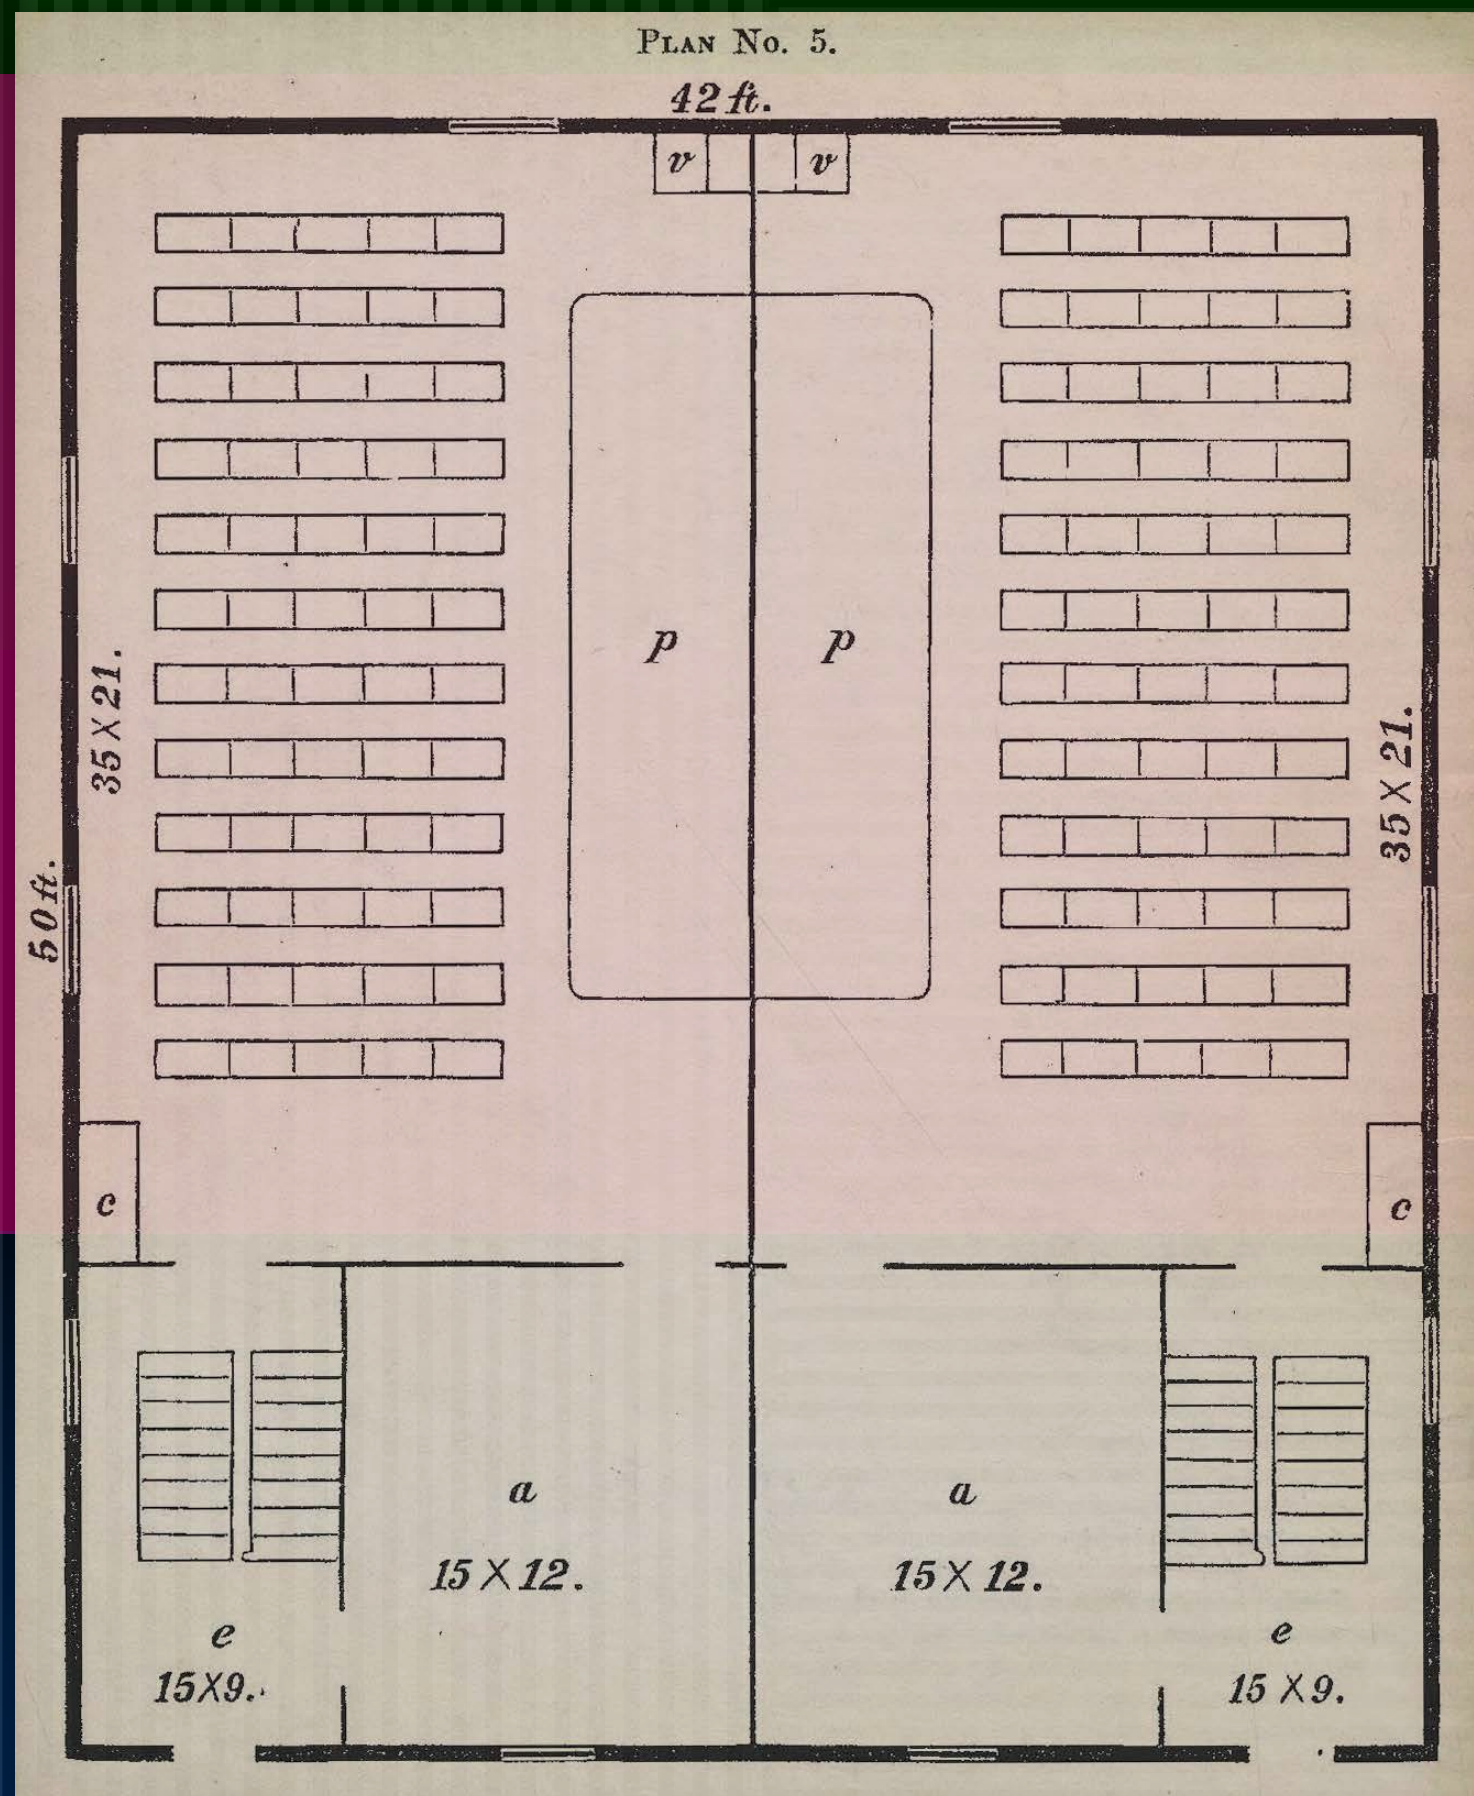 PLAN No. 5.
42 ft.
v v
p p
35 X 21.
35 X 21.
50 ft.
c c
a a
15 X 12. 15 X 12.
e e
15X9. 15 X 9.